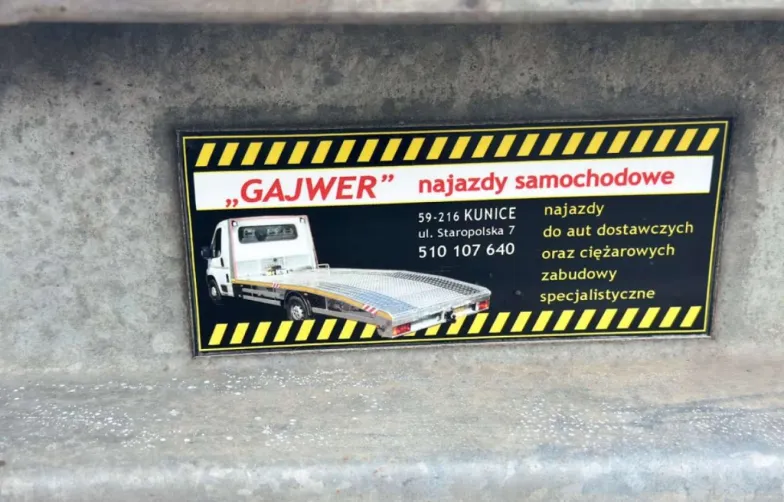 „GAJWER” najazdy samochodowe
59-216 KUNICE
ul. Staropolska 7
510 107 640
najazdy
do aut dostawczych
oraz ciężarowych
zabudowy
specjalistyczne